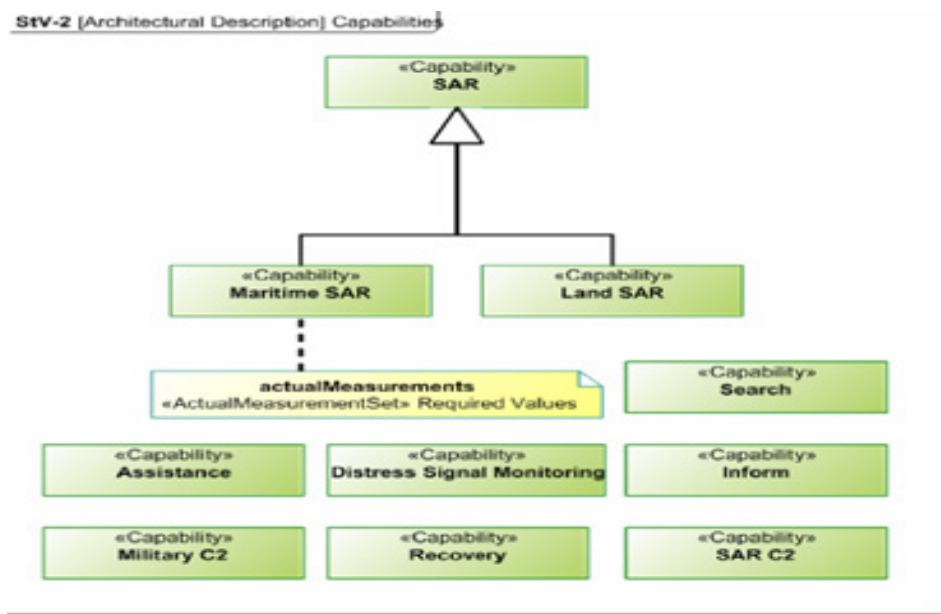 StV-2 [Architectural Description] Capabilities
«Capability»
SAR
«Capability»
Maritime SAR
«Capability»
Land SAR
actualMeasurements
«ActualMeasurementSet» Required Values
«Capability»
Search
«Capability»
Assistance
«Capability»
Distress Signal Monitoring
«Capability»
Inform
«Capability»
Military C2
«Capability»
Recovery
«Capability»
SAR C2